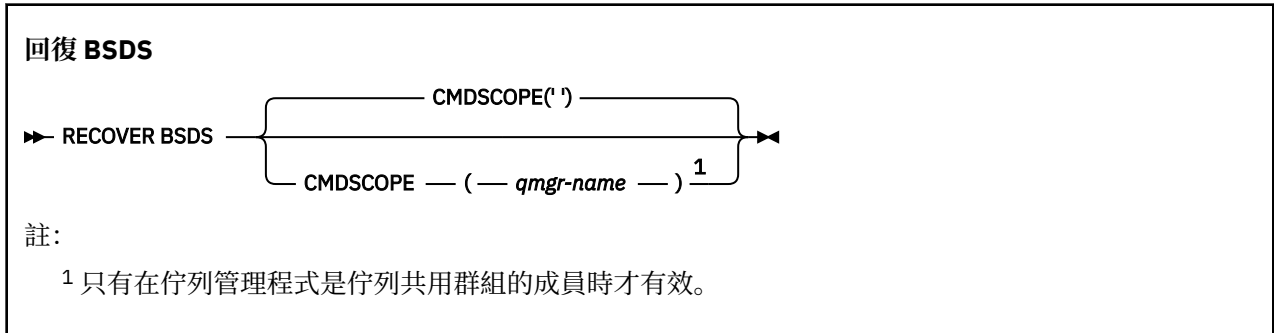 回復 BSDS
CMDSCOPE(' ')
RECOVER BSDS
CMDSCOPE ( qmgr-name ) 1
註：
1 只有在佇列管理程式是佇列共用群組的成員時才有效。